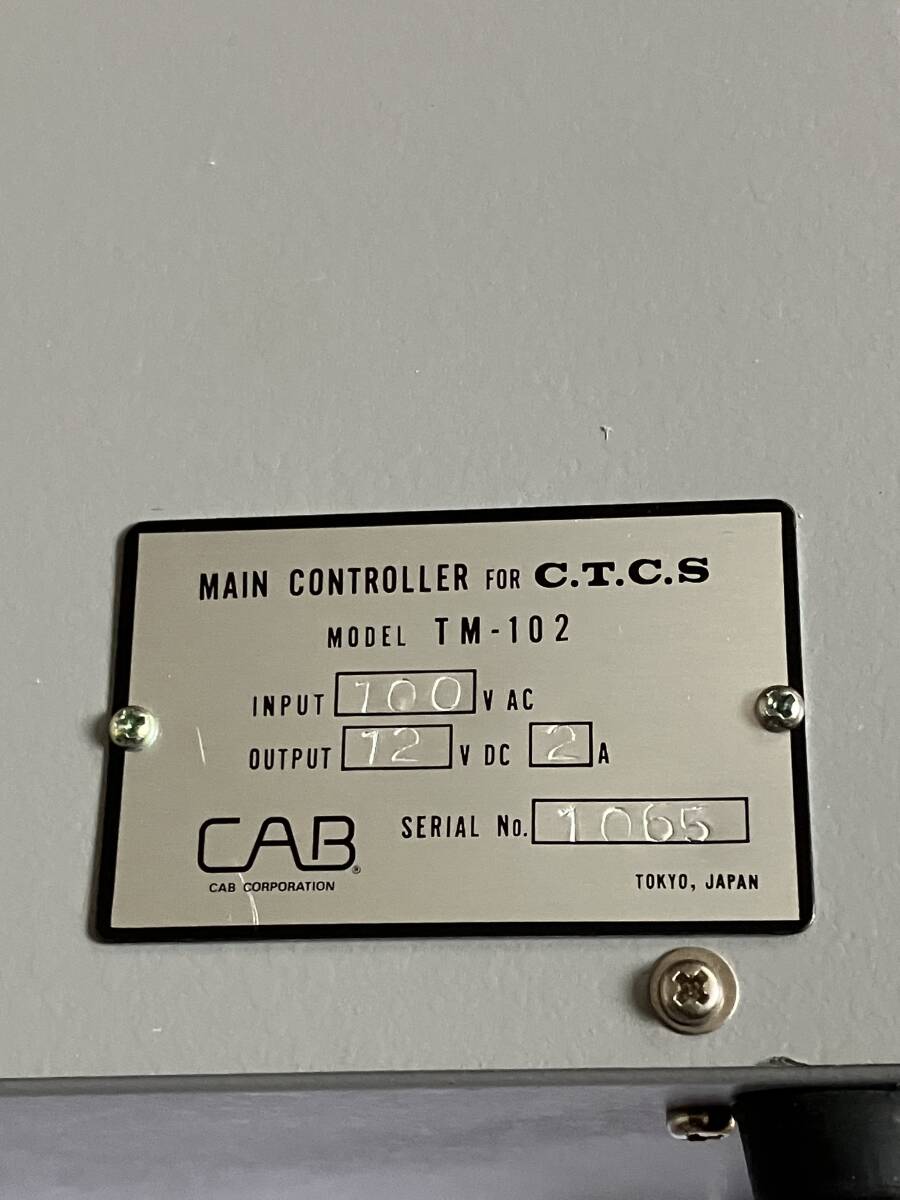 MAIN CONTROLLER FOR C.T.C.S
MODEL TM-102
INPUT 100 V AC
OUTPUT 12 V DC 2 A
SERIAL No. 1065
CAB®
CAB CORPORATION
TOKYO, JAPAN